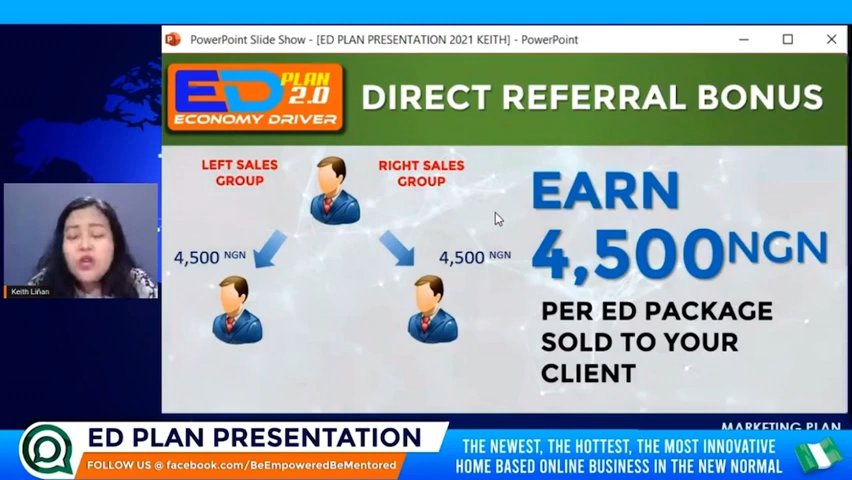 PowerPoint Slide Show - [ED PLAN PRESENTATION 2021 KEITH] - PowerPoint
ED PLAN 2.0
ECONOMY DRIVER
DIRECT REFERRAL BONUS
LEFT SALES
GROUP
RIGHT SALES
GROUP
4,500 NGN
4,500 NGN
EARN
4,500NGN
PER ED PACKAGE
SOLD TO YOUR
CLIENT
Keith Liñan
MARKETING PLAN
ED PLAN PRESENTATION
FOLLOW US @ facebook.com/BeEmpoweredBeMentored
THE NEWEST, THE HOTTEST, THE MOST INNOVATIVE
HOME BASED ONLINE BUSINESS IN THE NEW NORMAL